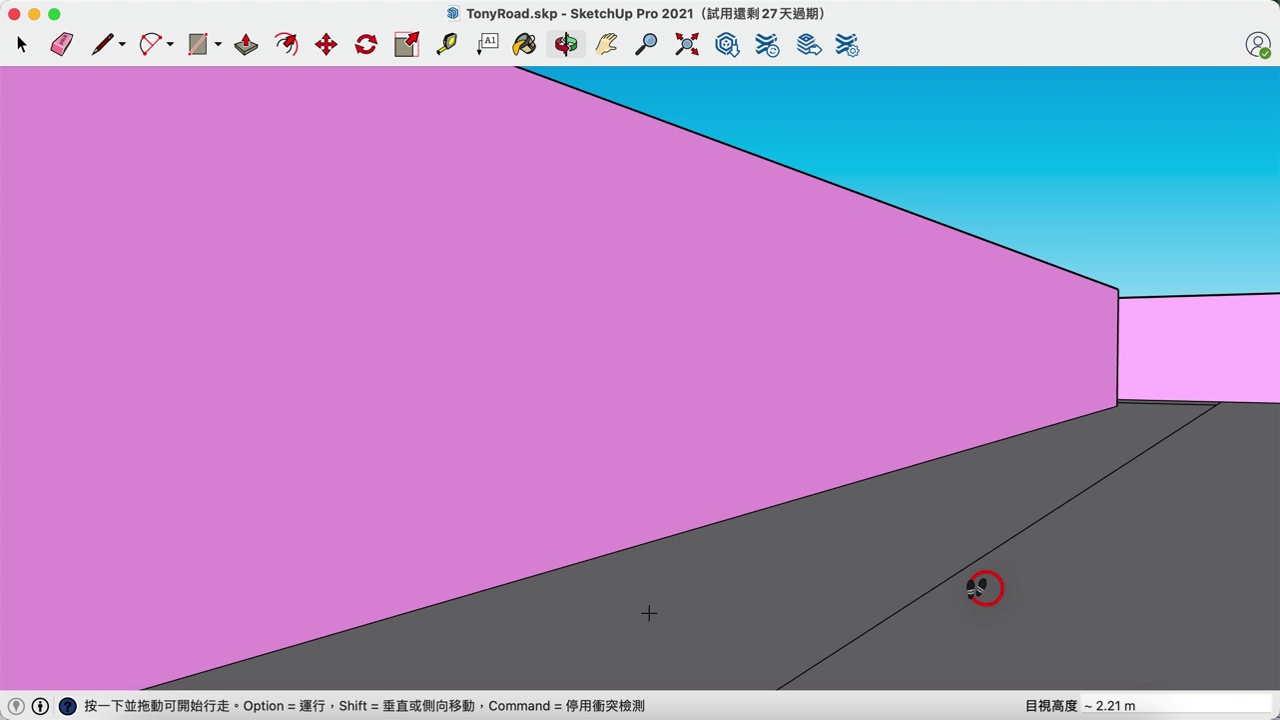 TonyRoad.skp - SketchUp Pro 2021（試用還剩 27 天過期）
A1
按一下並拖動可開始行走。Option = 運行，Shift = 垂直或側向移動，Command = 停用衝突檢測
目視高度 ~ 2.21 m